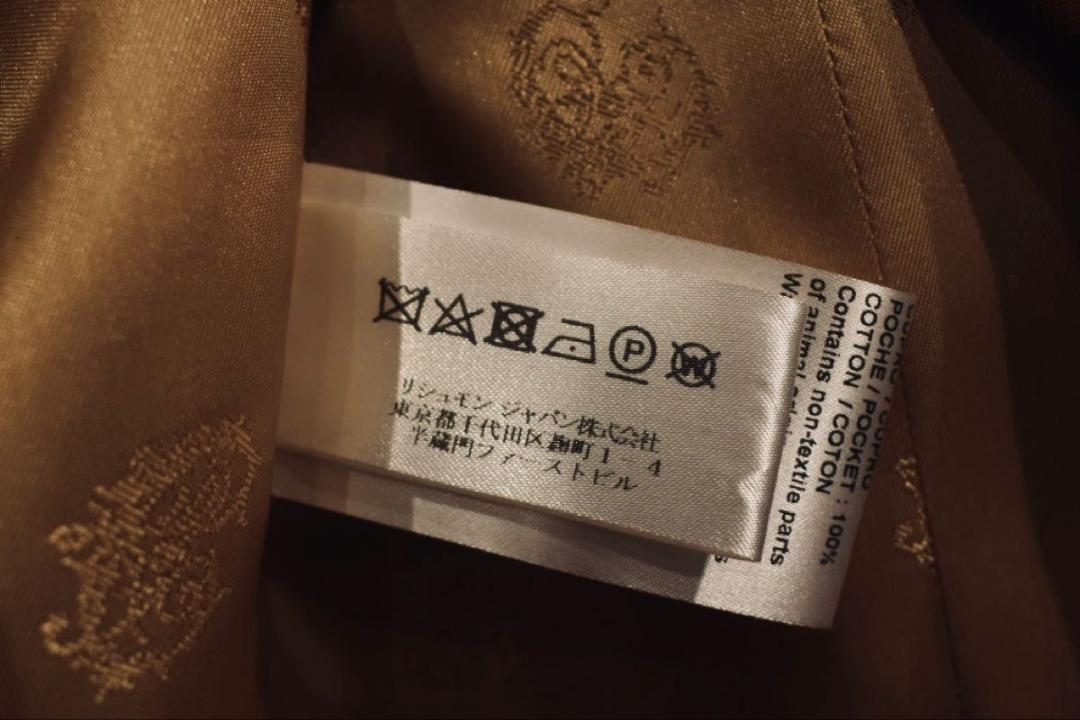 P
W
リシュモン ジャパン株式会社
東京都千代田区麹町1 4
半蔵門ファーストビル
POCHE / POCKET : 100%
COTTON / COTON
Contains non-textile parts
of animal